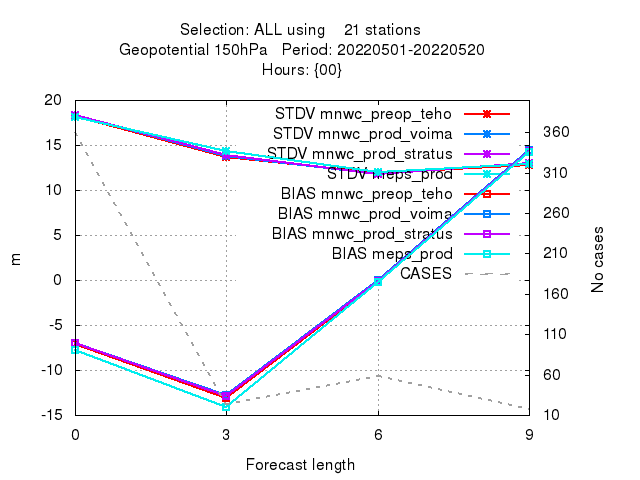 Selection: ALL using 21 stations
Geopotential 150hPa Period: 20220501-20220520
Hours: {00}
20
15
10
5
0
-5
-10
-15
m
0
3
6
9
Forecast length
360
310
260
210
160
110
60
10
No cases
STDV mnwc_preop_teho
STDV mnwc_prod_voima
STDV mnwc_prod_stratus
STDV meps_prod
BIAS mnwc_preop_teho
BIAS mnwc_prod_voima
BIAS mnwc_prod_stratus
BIAS meps_prod
CASES